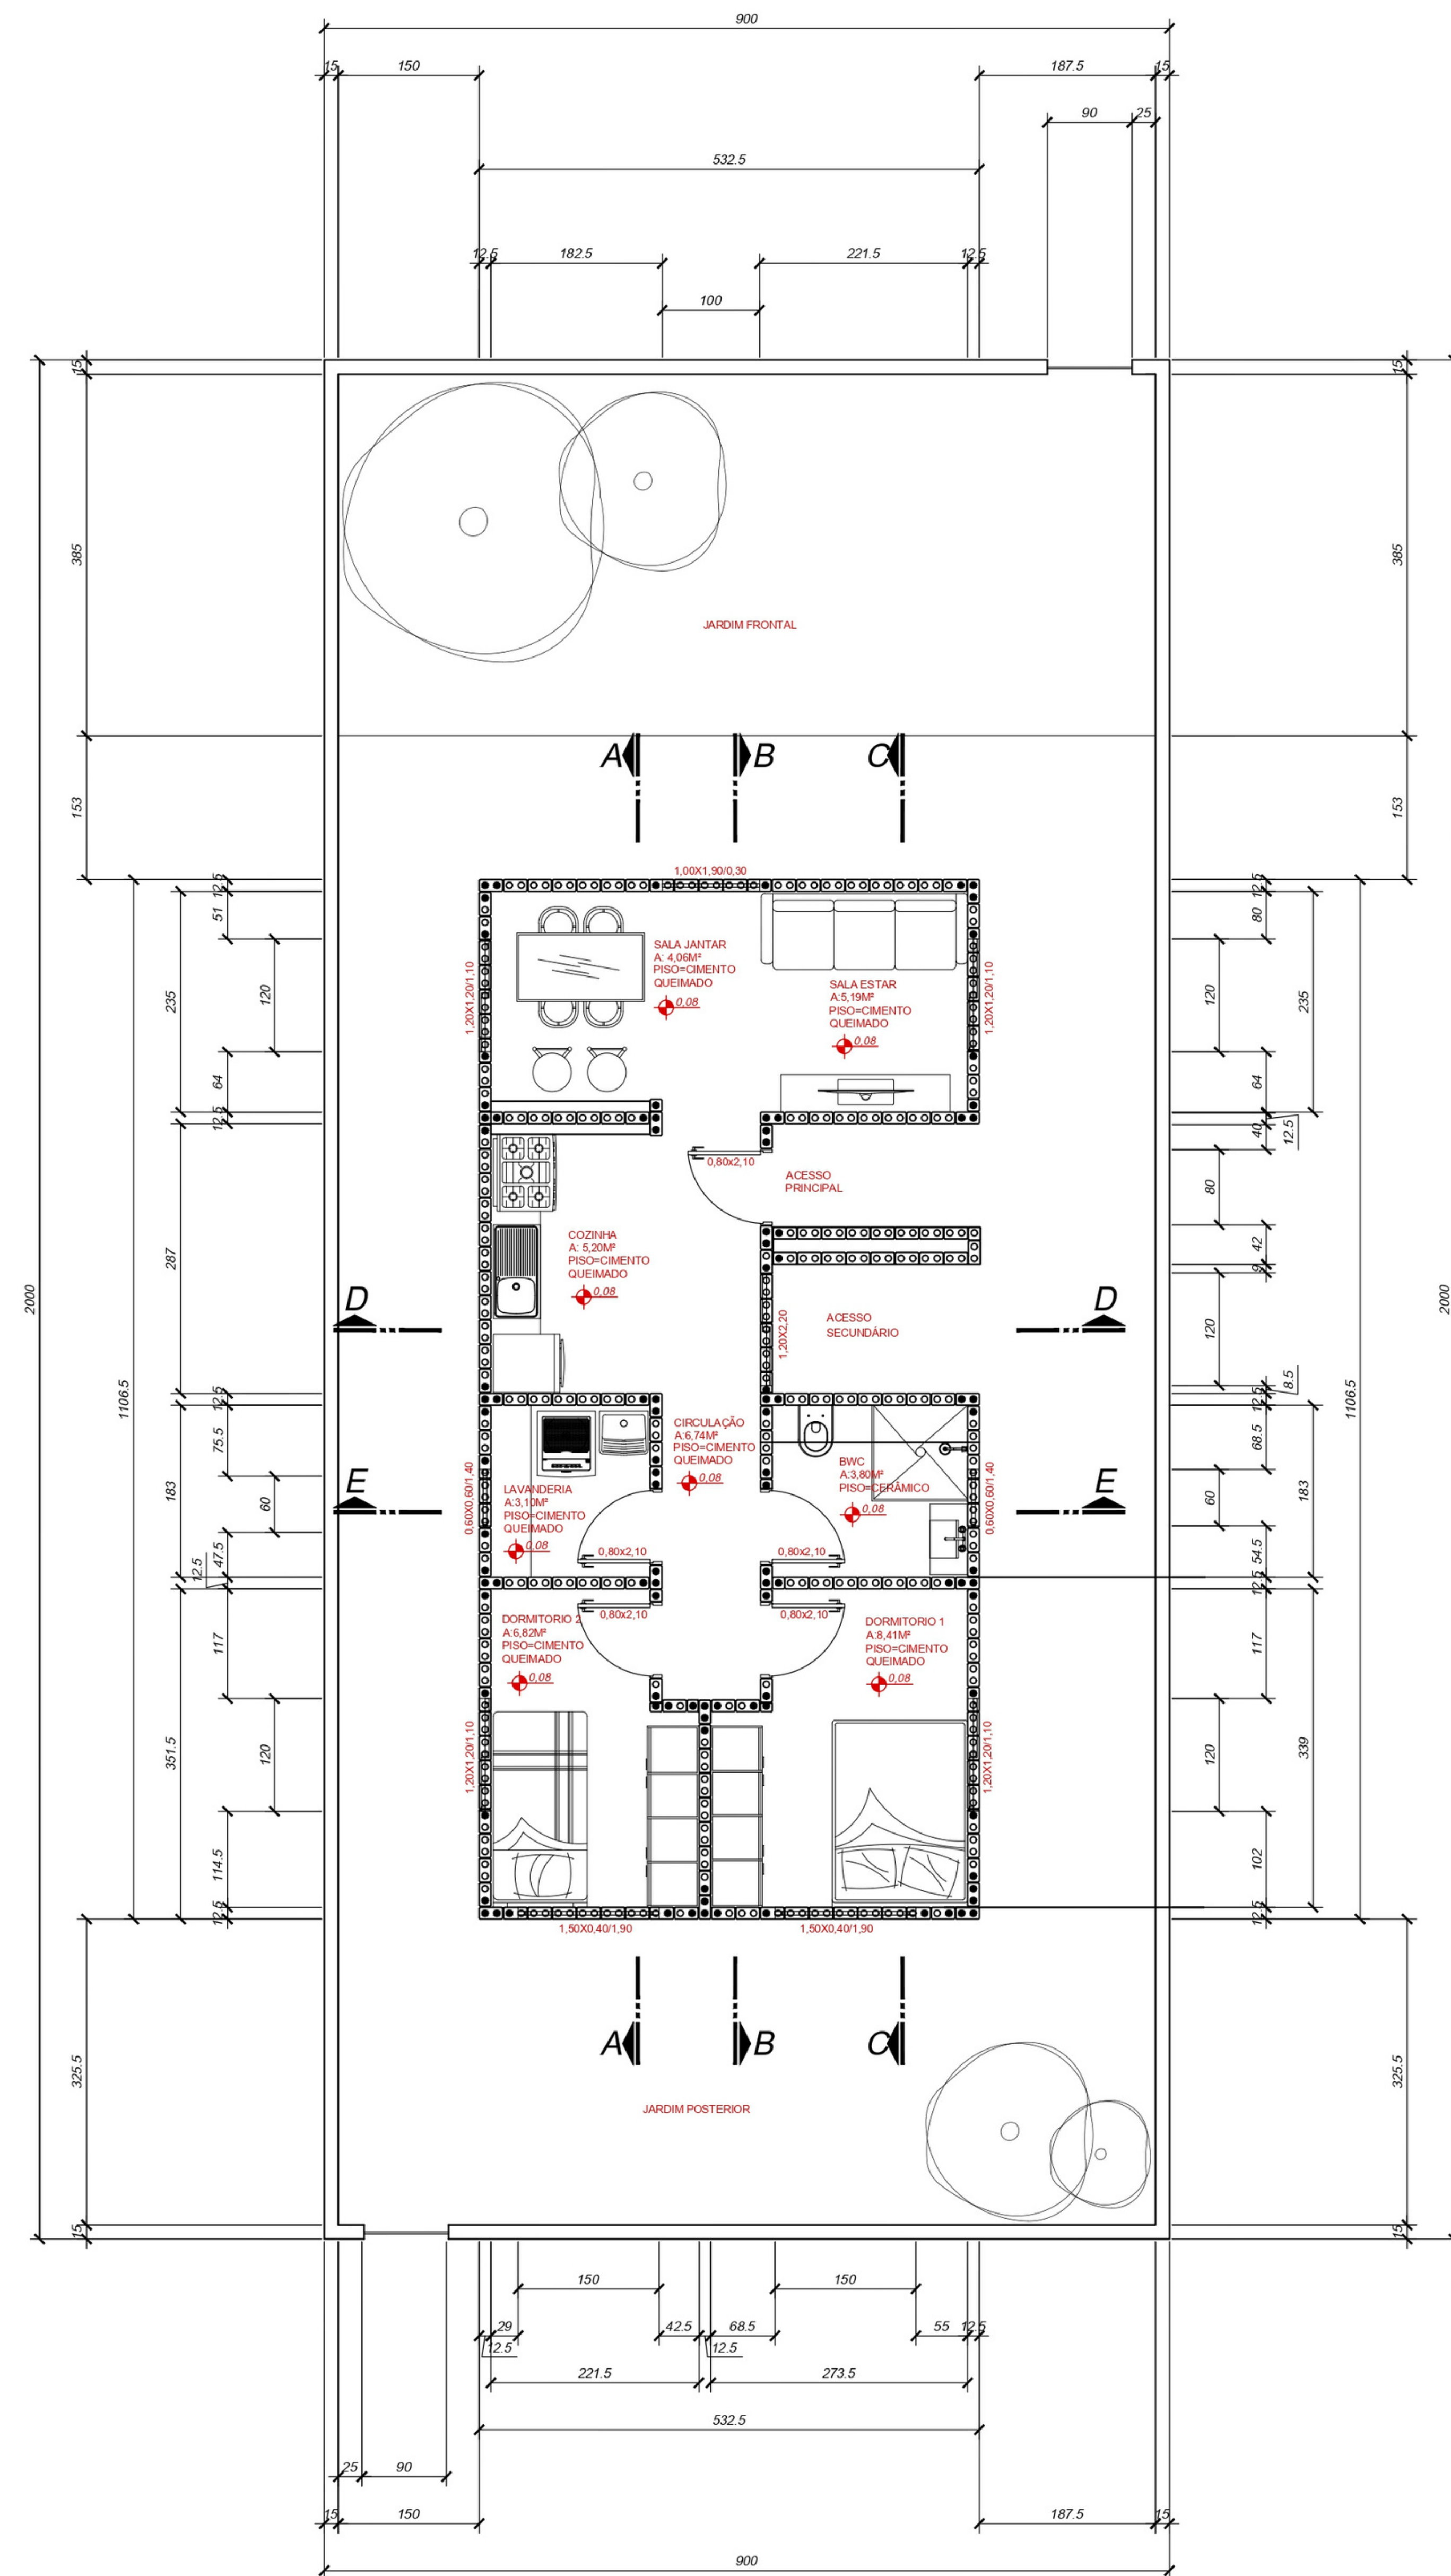 900
15
150
187.5
15
90
25
532.5
12.5
182.5
221.5
12.5
100
15
15
385
385
JARDIM FRONTAL
A
B
C
153
153
1,00X1,90/0,30
12.5
12.5
51
80
SALA JANTAR
A: 4,06M²
PISO=CIMENTO
QUEIMADO
0,08
SALA ESTAR
A:5,19M²
PISO=CIMENTO
QUEIMADO
0,08
1,20X1,20/1,10
1,20X1,20/1,10
235
120
120
235
64
64
12.5
12.5
40
0,80x2,10
ACESSO
PRINCIPAL
80
COZINHA
A: 5,20M²
PISO=CIMENTO
QUEIMADO
0,08
287
42
9
2000
2000
D
D
ACESSO
SECUNDÁRIO
1,20X2,20
120
1106.5
1106.5
8.5
12.5
12.5
75.5
68.5
CIRCULAÇÃO
A:6,74M²
PISO=CIMENTO
QUEIMADO
0,08
BWC
A:3,80M²
PISO=CERÂMICO
0,08
E
E
LAVANDERIA
A:3,10M²
PISO=CIMENTO
QUEIMADO
0,08
0,60X0,60/1,40
0,60X0,60/1,40
183
60
60
183
47.5
54.5
12.5
12.5
0,80x2,10
0,80x2,10
0,80x2,10
0,80x2,10
DORMITORIO 2
A:6,82M²
PISO=CIMENTO
QUEIMADO
0,08
DORMITORIO 1
A:8,41M²
PISO=CIMENTO
QUEIMADO
0,08
117
117
1,20X1,20/1,10
1,20X1,20/1,10
351.5
120
120
339
114.5
102
12.5
12.5
1,50X0,40/1,90
1,50X0,40/1,90
A
B
C
325.5
325.5
JARDIM POSTERIOR
15
15
150
150
29
42.5
68.5
55
12.5
12.5
12.5
221.5
273.5
532.5
25
90
15
150
187.5
15
900